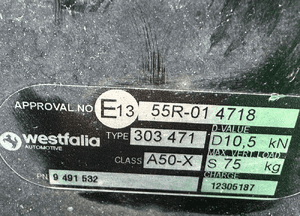 APPROVAL NO E13 55R-01 4718
westfalia AUTOMOTIVE
TYPE 303 471
D-VALUE D10,5 kN
CLASS A50-X
MAX. VERT LOAD S 75 kg
PN 9 491 532
CHARGE 12305187